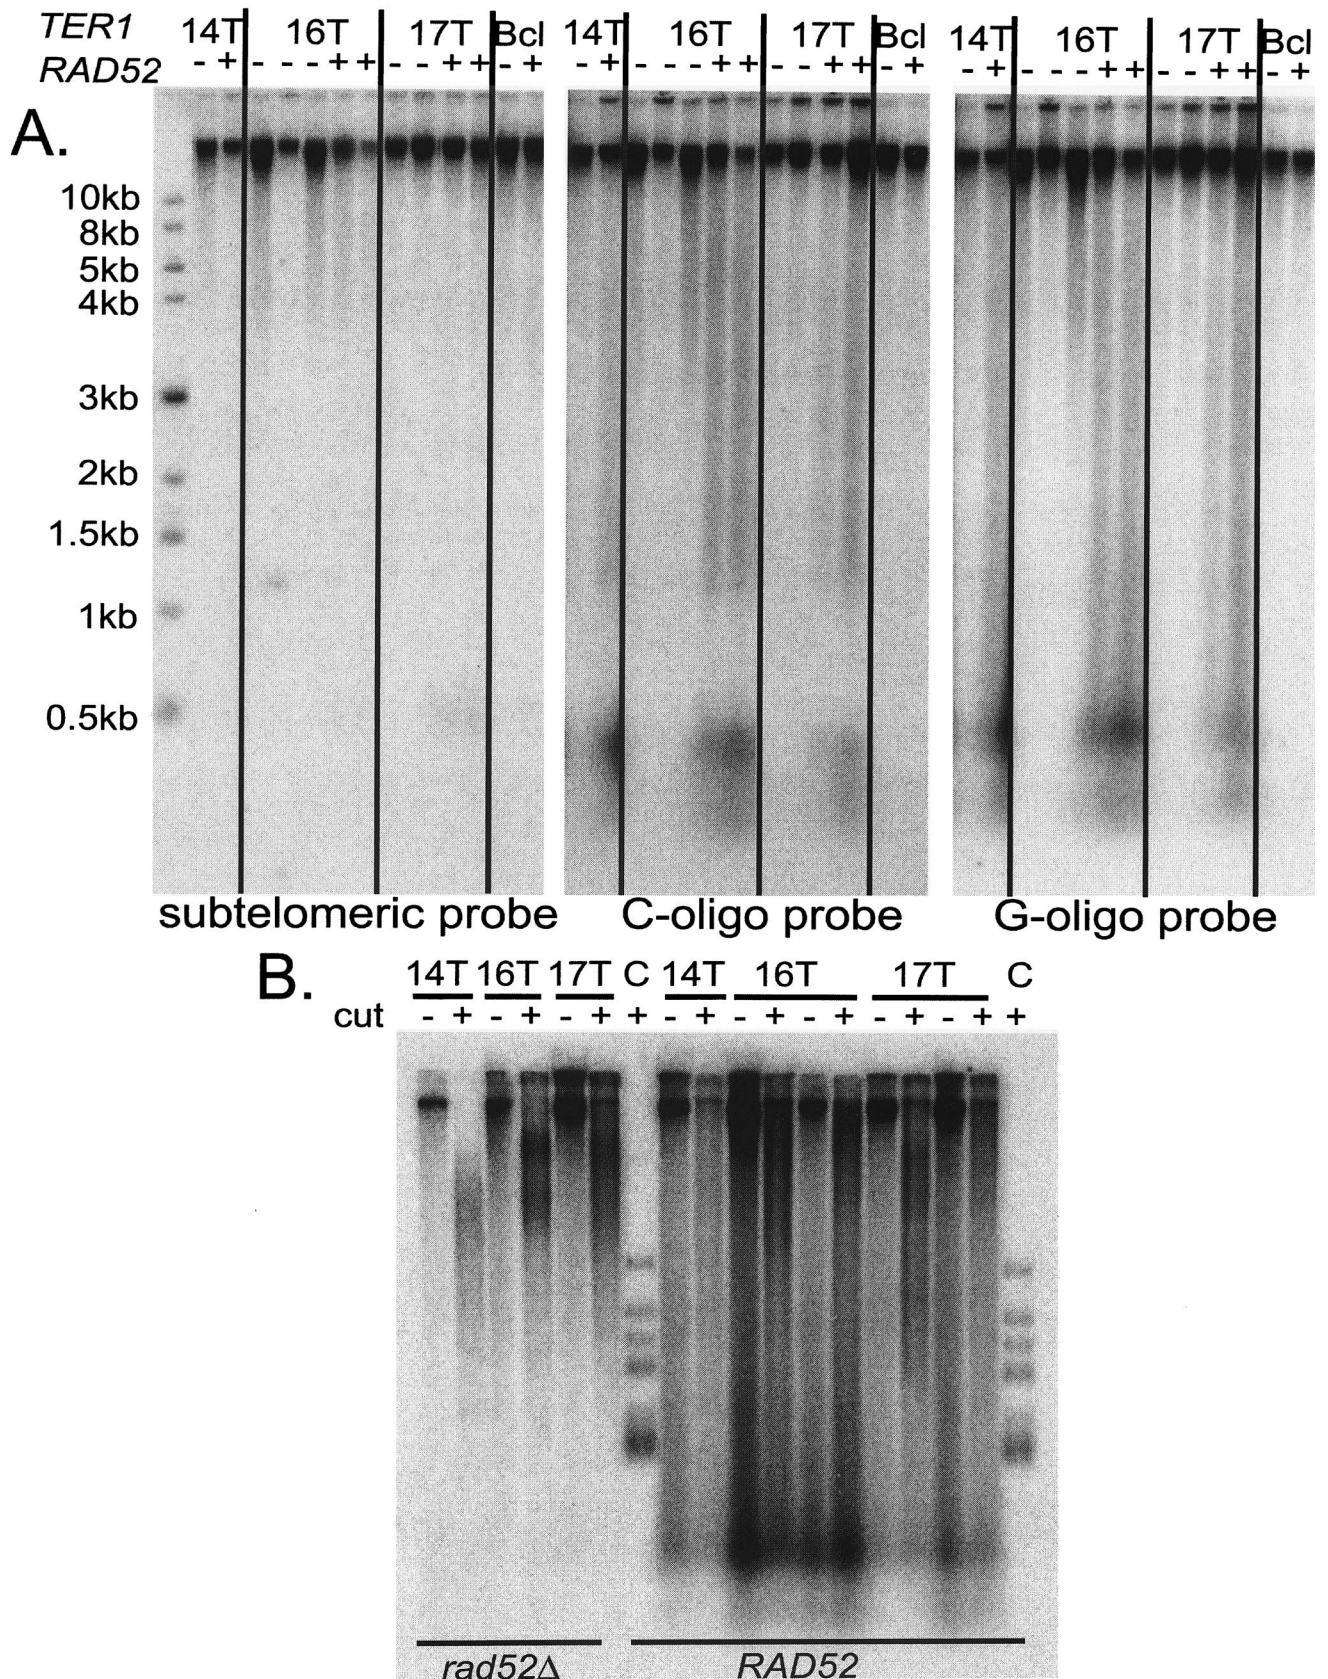 TER1 14T 16T 17T Bcl 14T 16T 17T Bcl 14T 16T 17T Bcl
RAD52 - + - - - + + - - + + - + - + - - - + + - - + + - + - + - - - + + - - + + - +
A.
10kb
8kb
5kb
4kb
3kb
2kb
1.5kb
1kb
0.5kb
subtelomeric probe C-oligo probe G-oligo probe
B. 14T 16T 17T C 14T 16T 17T C
cut - + - + - + + - + - + - + - + - + +
rad52Δ RAD52